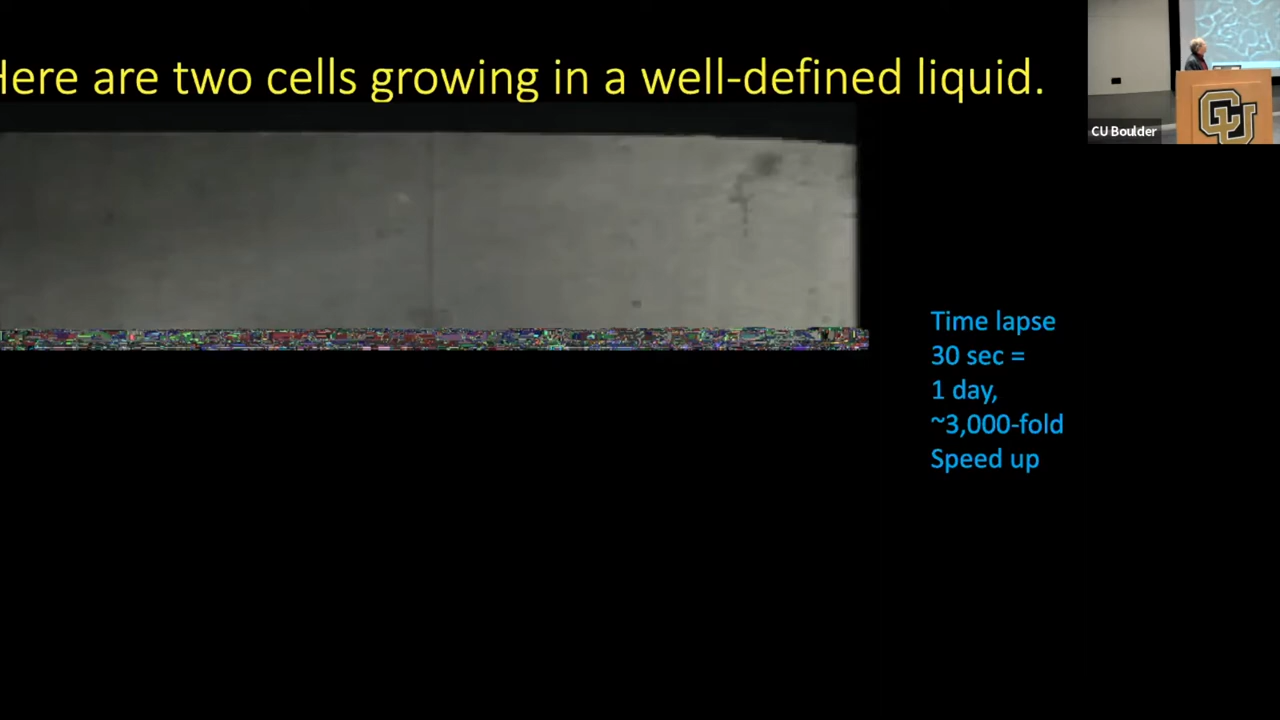 Here are two cells growing in a well-defined liquid.
CU Boulder
CU
Time lapse
30 sec =
1 day,
~3,000-fold
Speed up